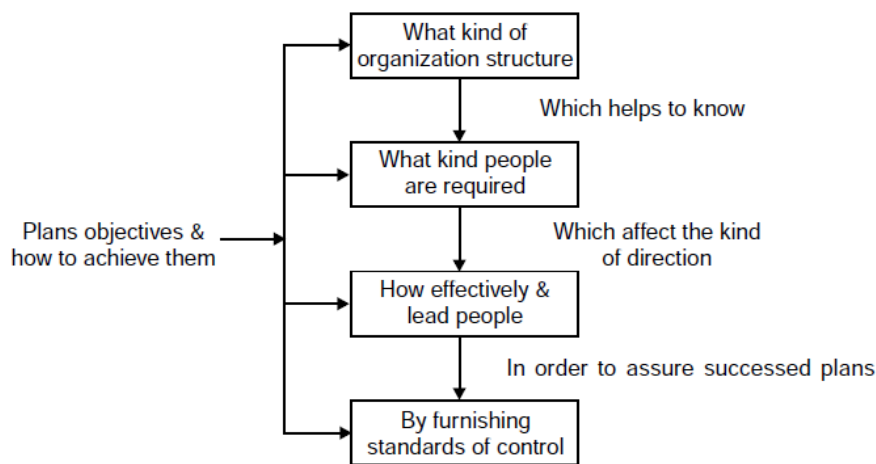 What kind of
organization structure
Which helps to know
What kind people
are required
Plans objectives &
how to achieve them
Which affect the kind
of direction
How effectively &
lead people
In order to assure successed plans
By furnishing
standards of control